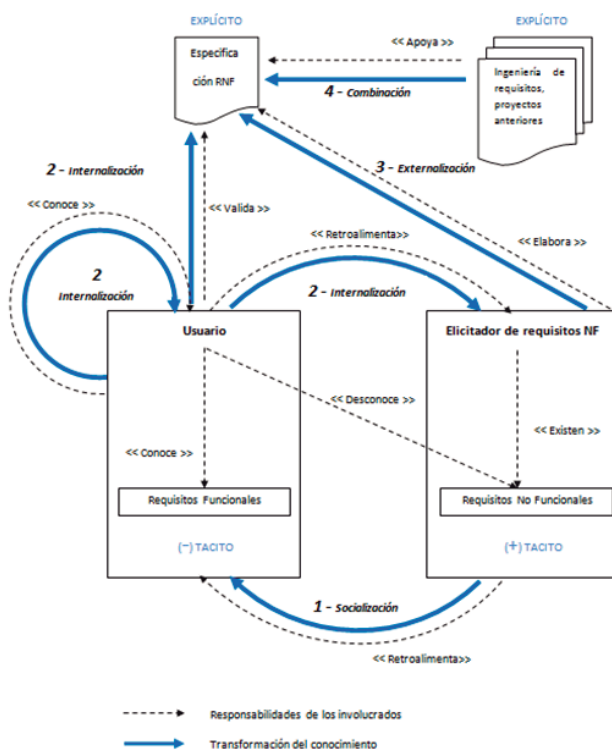 EXPLÍCITO
EXPLÍCITO
Especifica
ción RNF
<< Apoya >>
4 - Combinación
Ingeniería de
requisitos,
proyectos
anteriores
2 - Internalización
3 - Externalización
<< Conoce >>
<< Valida >>
<< Retroalimenta>>
<< Elabora >>
2
Internalización
2 - Internalización
Usuario
Elicitador de requisitos NF
<< Desconoce >>
<< Conoce >>
<< Existen >>
Requisitos Funcionales
Requisitos No Funcionales
(−) TACITO
(+) TACITO
1 - Socialización
<< Retroalimenta>>
Responsabilidades de los involucrados
Transformación del conocimiento